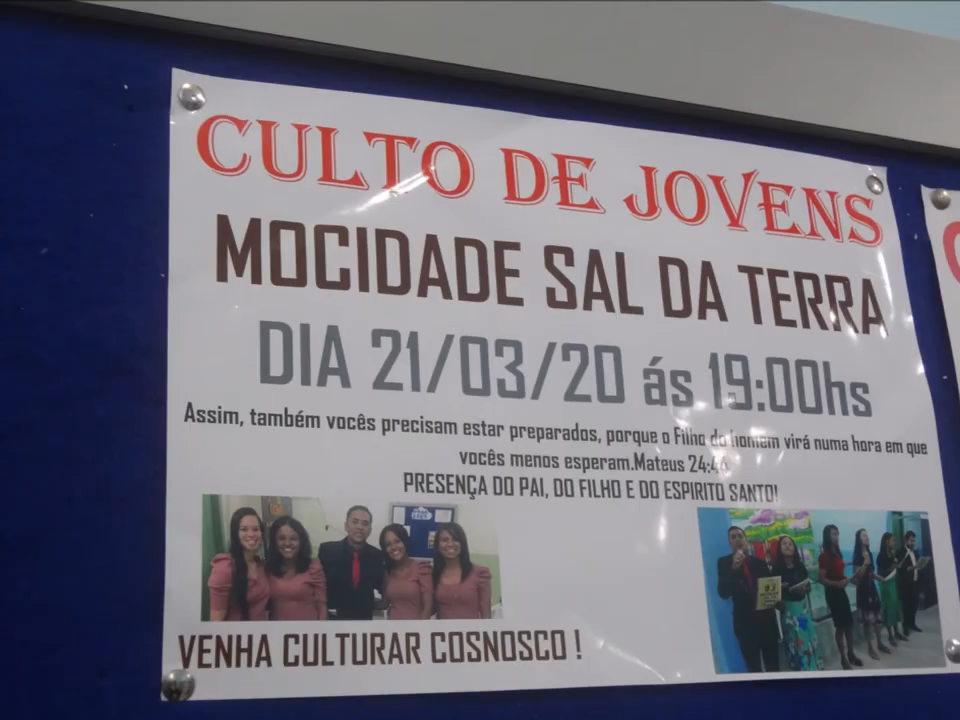 CULTO DE JOVENS
MOCIDADE SAL DA TERRA
DIA 21/03/20 ás 19:00hs
Assim, também vocês precisam estar preparados, porque o Filho do homem virá numa hora em que
vocês menos esperam.Mateus 24:44
PRESENÇA DO PAI, DO FILHO E DO ESPIRITO SANTO!
VENHA CULTURAR COSNOSCO !